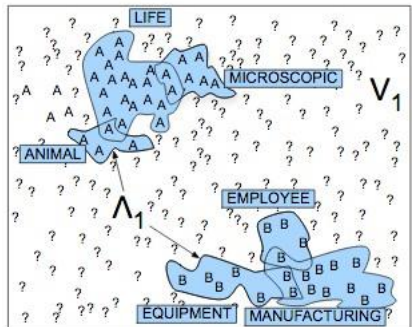 LIFE
MICROSCOPIC
V₁
ANIMAL
Λ₁
EMPLOYEE
EQUIPMENT MANUFACTURING